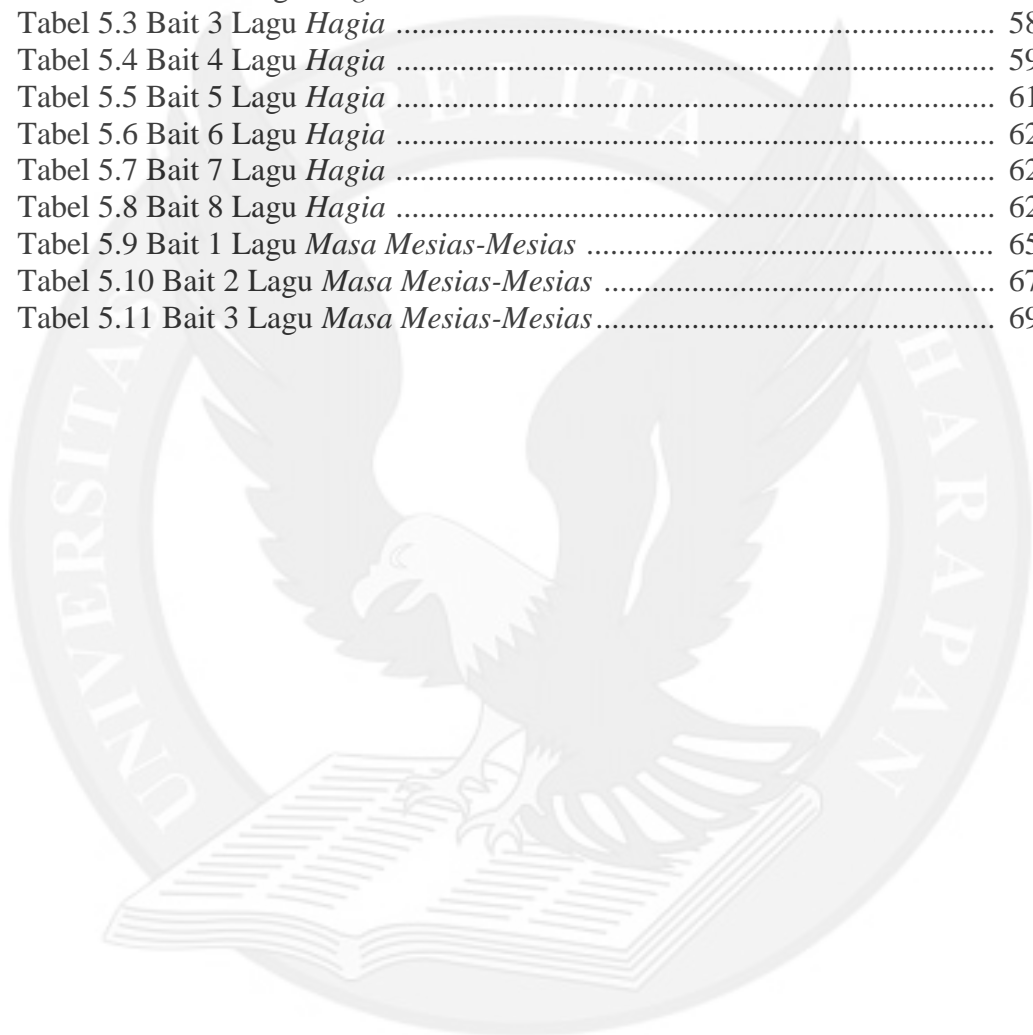 Tabel 5.3 Bait 3 Lagu Hagia ........................................................................... 58
Tabel 5.4 Bait 4 Lagu Hagia ........................................................................... 59
Tabel 5.5 Bait 5 Lagu Hagia ........................................................................... 61
Tabel 5.6 Bait 6 Lagu Hagia ........................................................................... 62
Tabel 5.7 Bait 7 Lagu Hagia ........................................................................... 62
Tabel 5.8 Bait 8 Lagu Hagia ........................................................................... 62
Tabel 5.9 Bait 1 Lagu Masa Mesias-Mesias ................................................... 65
Tabel 5.10 Bait 2 Lagu Masa Mesias-Mesias ................................................. 67
Tabel 5.11 Bait 3 Lagu Masa Mesias-Mesias .................................................. 69
UNIVERSITAS PELITA HARAPAN